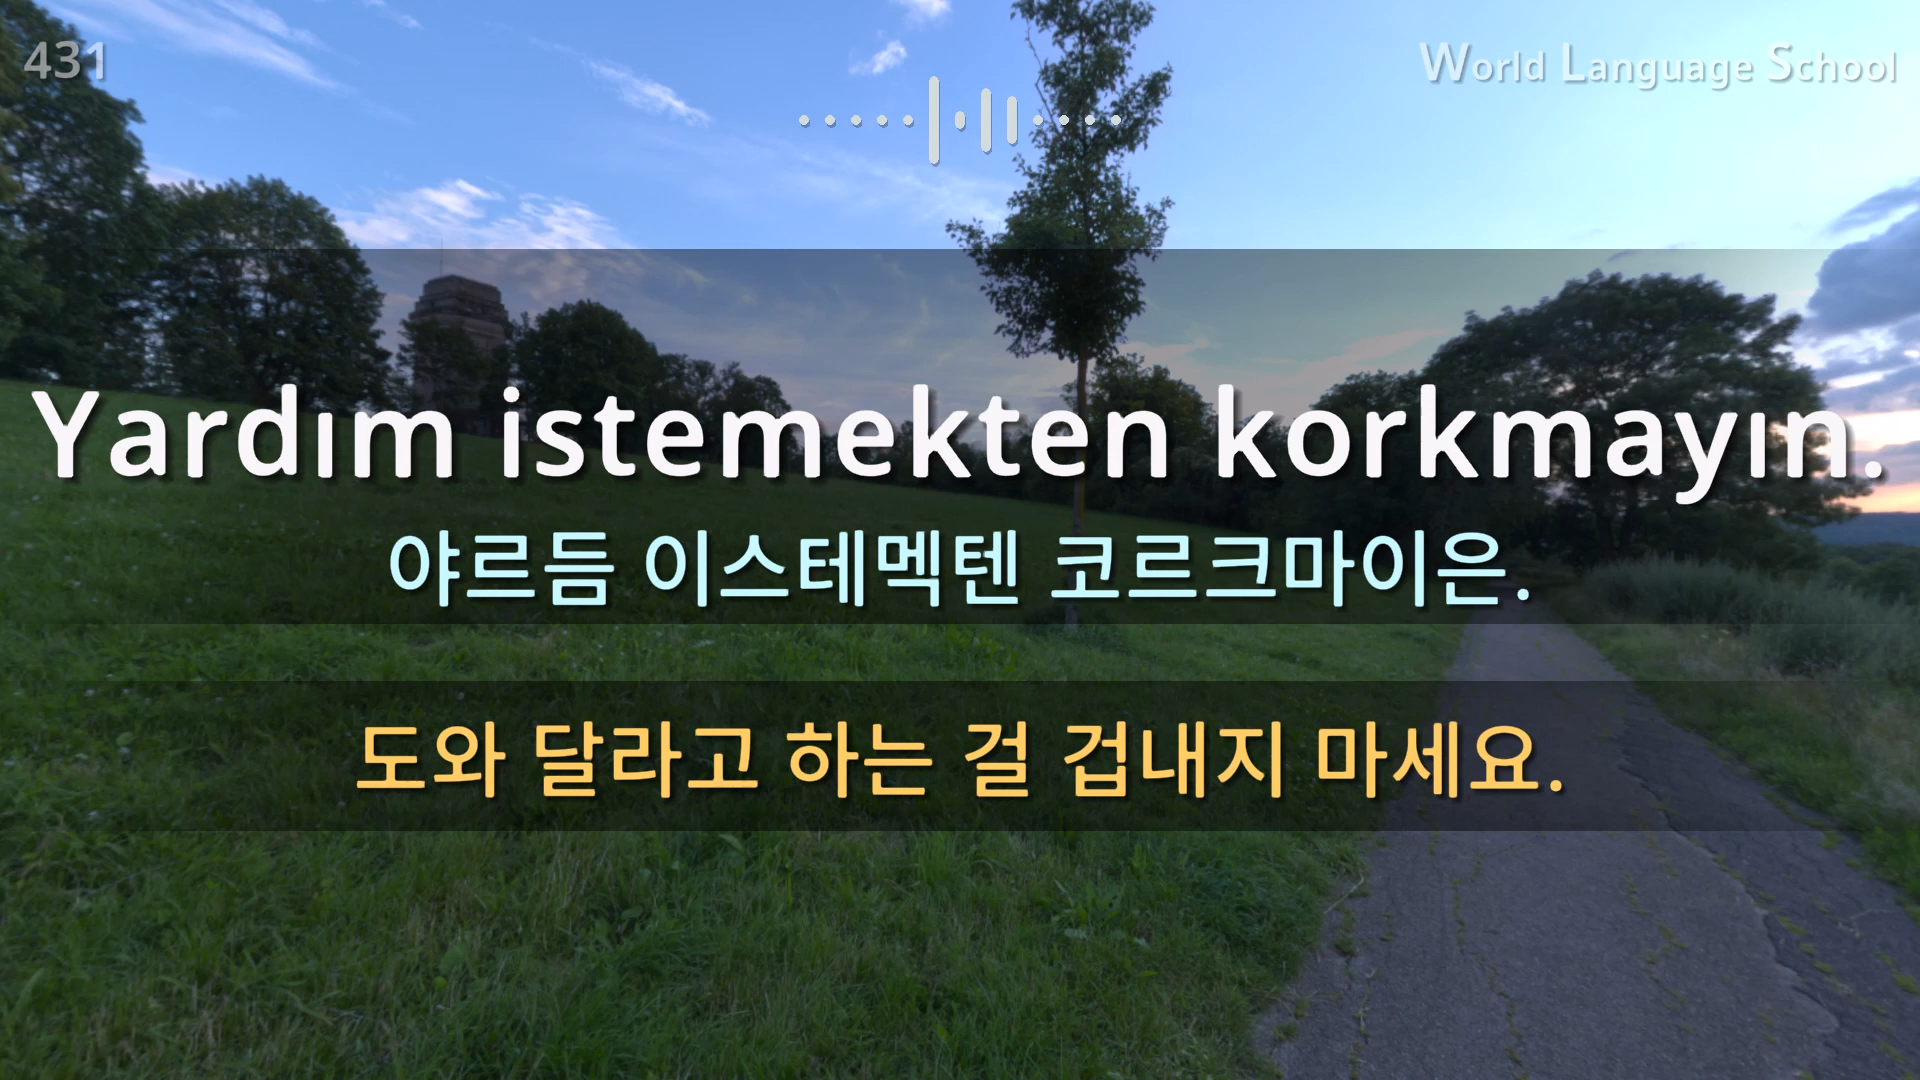 431
World Language School
Yardım istemekten korkmayın.
야르듬 이스테멕텐 코르크마이은.
도와 달라고 하는 걸 겁내지 마세요.